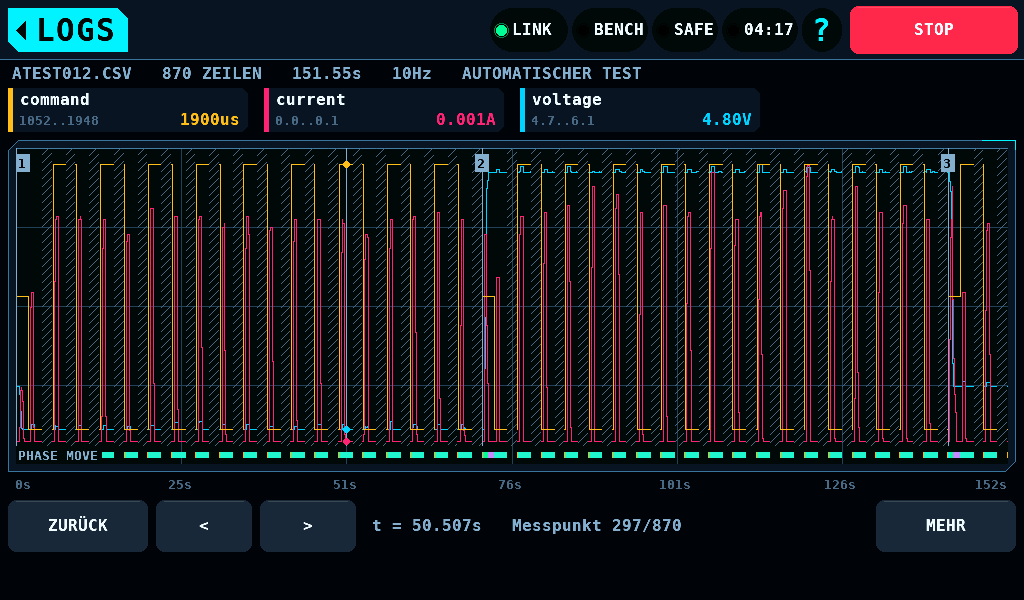 LOGS
LINK BENCH SAFE 04:17 ? STOP
ATEST012.CSV 870 ZEILEN 151.55s 10Hz AUTOMATISCHER TEST
command
1052..1948 1900us
current
0.0..0.1 0.001A
voltage
4.7..6.1 4.80V
1 2 3
PHASE MOVE
0s 25s 51s 76s 101s 126s 152s
ZURÜCK < > t = 50.507s Messpunkt 297/870 MEHR